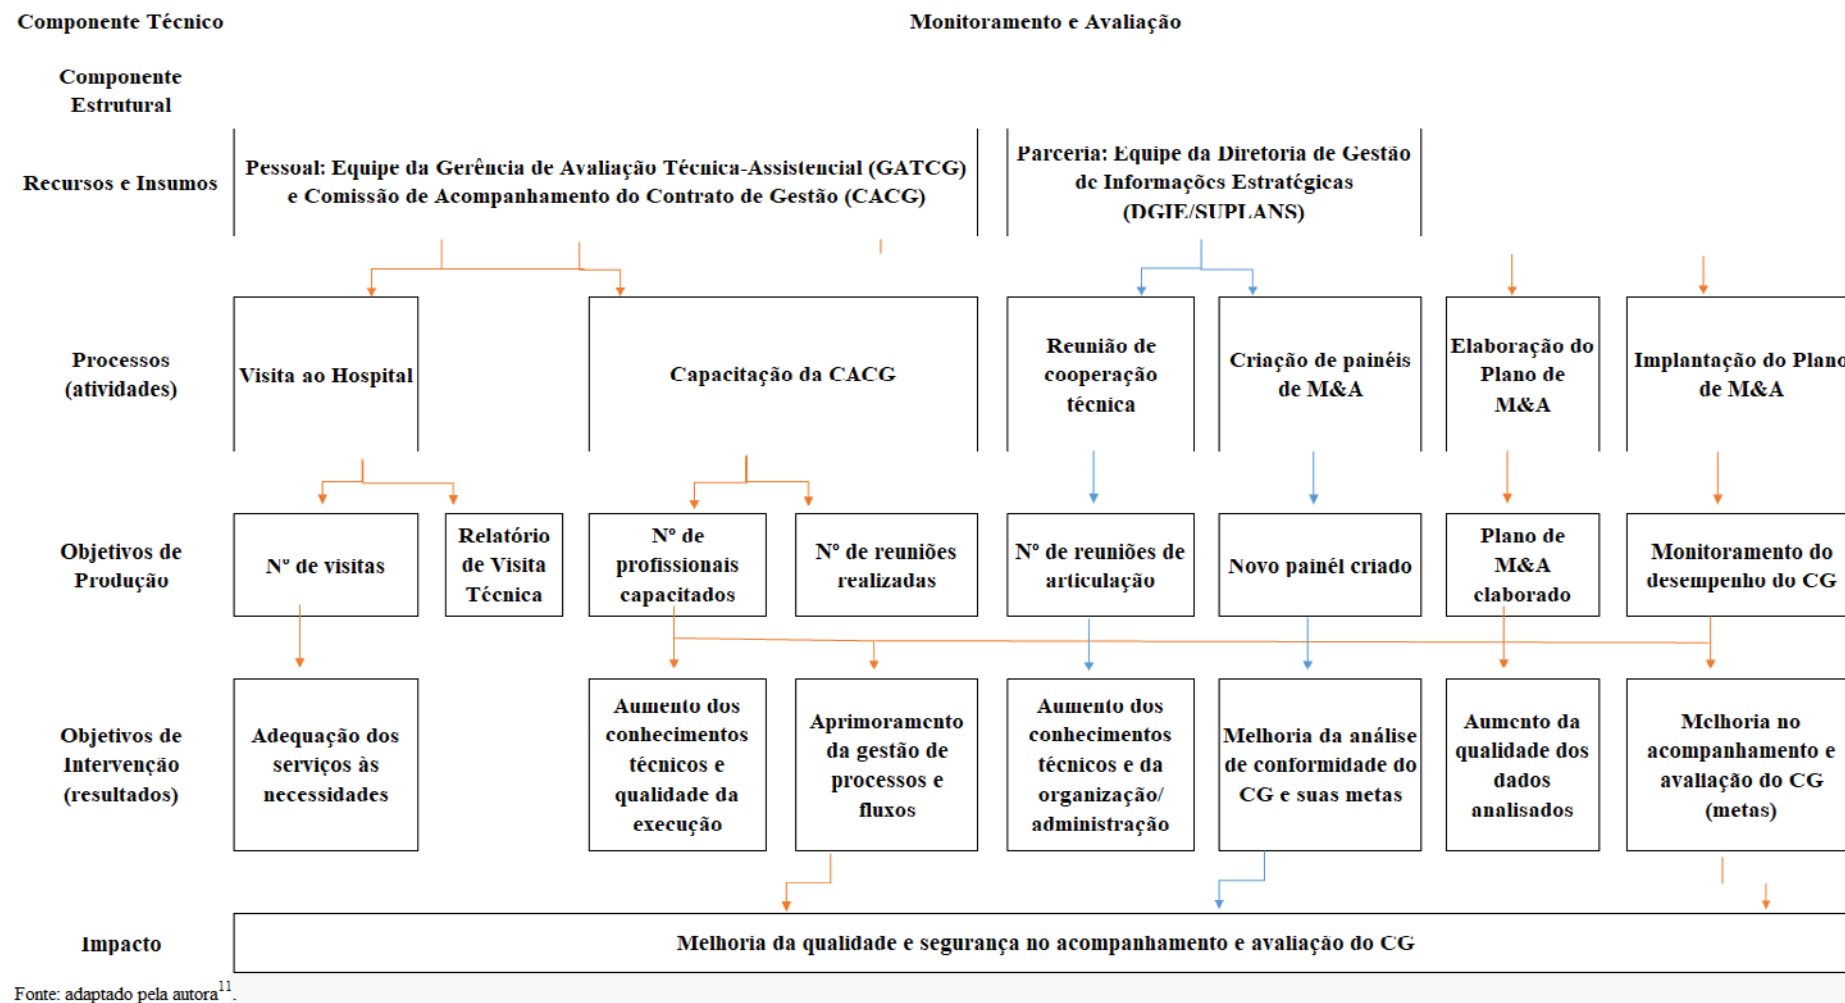 Componente Técnico
Monitoramento e Avaliação
Componente
Estrutural
Recursos e Insumos
Pessoal: Equipe da Gerência de Avaliação Técnica-Assistencial (GATCG)
e Comissão de Acompanhamento do Contrato de Gestão (CACG)
Parceria: Equipe da Diretoria de Gestão
de Informações Estratégicas
(DGIE/SUPLANS)
Processos
(atividades)
Visita ao Hospital
Capacitação da CACG
Reunião de
cooperação
técnica
Criação de painéis
de M&A
Elaboração do
Plano de
M&A
Implantação do Plano
de M&A
Objetivos de
Produção
Nº de visitas
Relatório
de Visita
Técnica
Nº de
profissionais
capacitados
Nº de reuniões
realizadas
Nº de reuniões de
articulação
Novo painél criado
Plano de
M&A
elaborado
Monitoramento do
desempenho do CG
Objetivos de
Intervenção
(resultados)
Adequação dos
serviços às
necessidades
Aumento dos
conhecimentos
técnicos e
qualidade da
execução
Aprimoramento
da gestão de
processos e
fluxos
Aumento dos
conhecimentos
técnicos e da
organização/
administração
Melhoria da análise
de conformidade do
CG e suas metas
Aumento da
qualidade dos
dados
analisados
Melhoria no
acompanhamento e
avaliação do CG
(metas)
Impacto
Melhoria da qualidade e segurança no acompanhamento e avaliação do CG
Fonte: adaptado pela autora11.